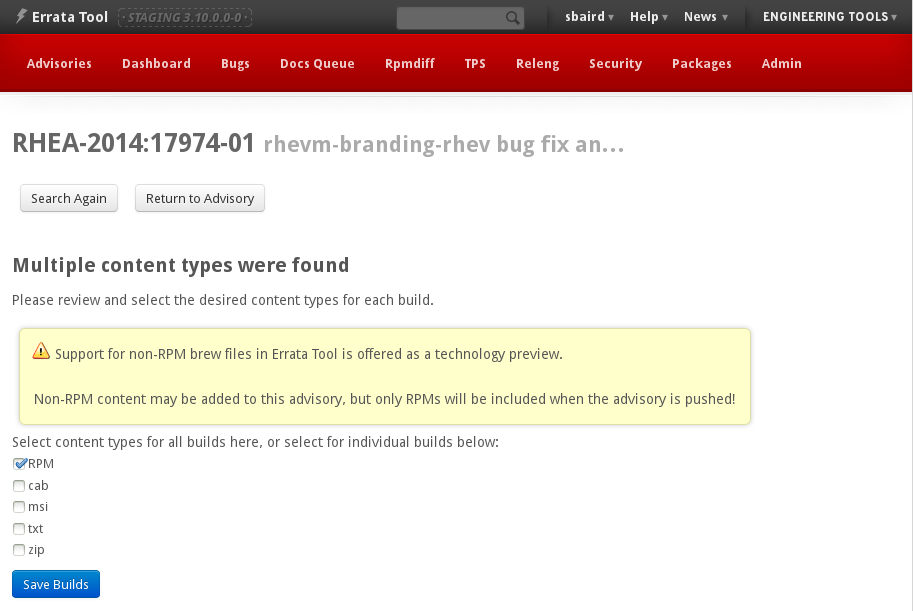 Errata Tool · STAGING 3.10.0.0-0 · sbaird ▾ Help ▾ News ▾ ENGINEERING TOOLS ▾
Advisories Dashboard Bugs Docs Queue Rpmdiff TPS Releng Security Packages Admin
RHEA-2014:17974-01 rhevm-branding-rhev bug fix an...
Search Again Return to Advisory
Multiple content types were found
Please review and select the desired content types for each build.
Support for non-RPM brew files in Errata Tool is offered as a technology preview.
Non-RPM content may be added to this advisory, but only RPMs will be included when the advisory is pushed!
Select content types for all builds here, or select for individual builds below:
RPM
cab
msi
txt
zip
Save Builds